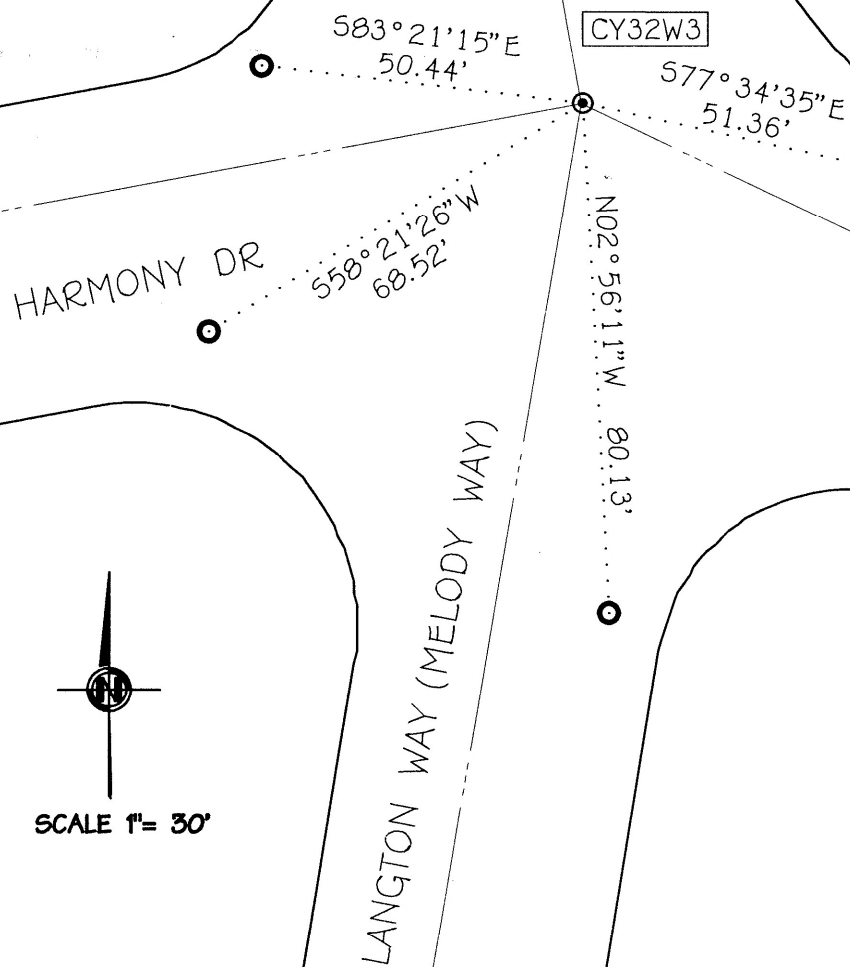 S83°21'15"E
50.44'
CY32W3
S77°34'35"E
51.36'
S58°21'26"W
68.52'
N02°56'11"W 80.13'
HARMONY DR
LANGTON WAY (MELODY WAY)
N
SCALE 1"= 30'